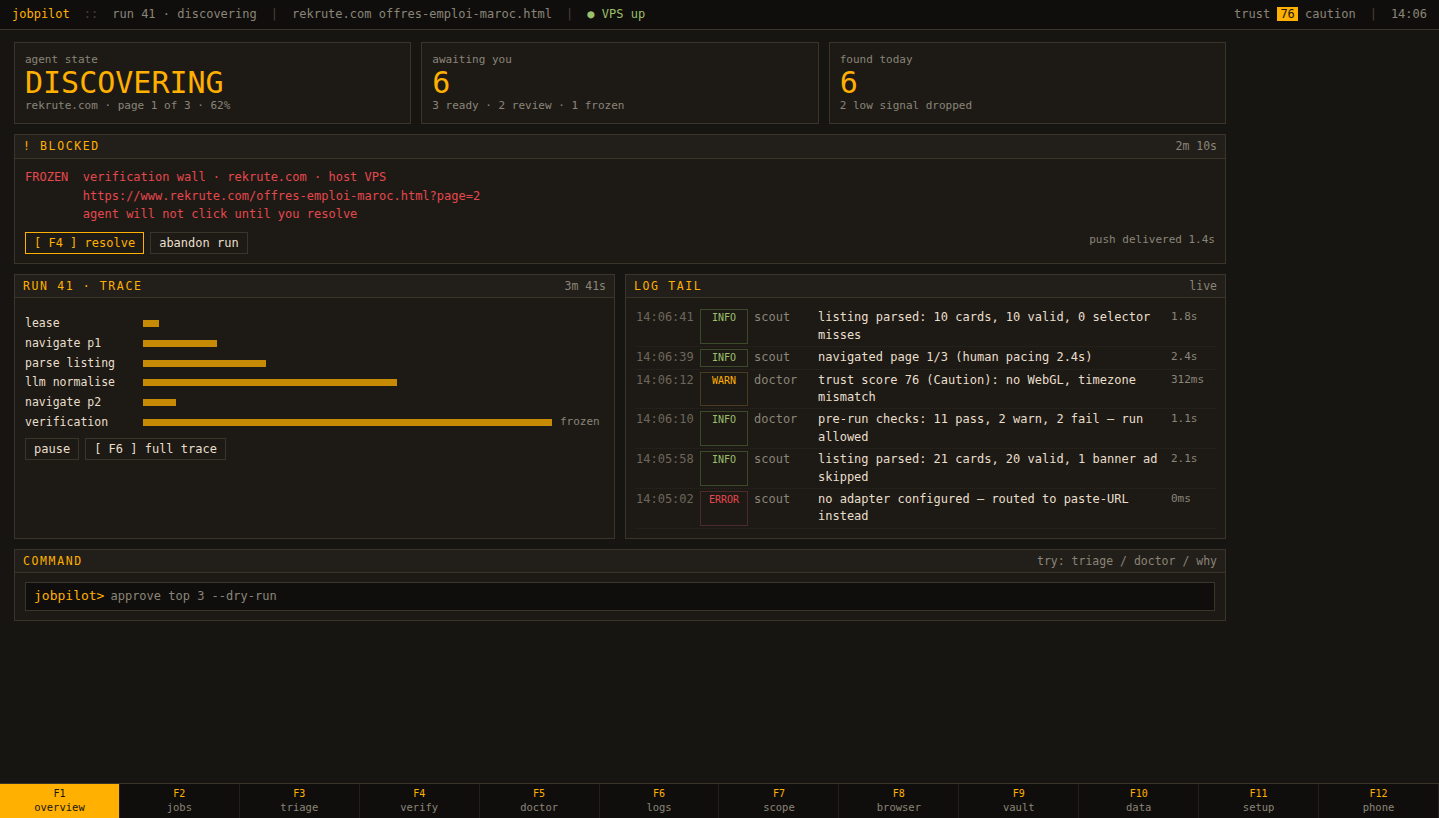 jobpilot :: run 41 · discovering | rekrute.com offres-emploi-maroc.html | ● VPS up trust 76 caution | 14:06
agent state
DISCOVERING
rekrute.com · page 1 of 3 · 62%
awaiting you
6
3 ready · 2 review · 1 frozen
found today
6
2 low signal dropped
! BLOCKED 2m 10s
FROZEN verification wall · rekrute.com · host VPS
https://www.rekrute.com/offres-emploi-maroc.html?page=2
agent will not click until you resolve
[ F4 ] resolve abandon run push delivered 1.4s
RUN 41 · TRACE 3m 41s
lease
navigate p1
parse listing
llm normalise
navigate p2
verification frozen
pause [ F6 ] full trace
LOG TAIL live
14:06:41 INFO scout listing parsed: 10 cards, 10 valid, 0 selector 1.8s
misses
14:06:39 INFO scout navigated page 1/3 (human pacing 2.4s) 2.4s
14:06:12 WARN doctor trust score 76 (Caution): no WebGL, timezone 312ms
mismatch
14:06:10 INFO doctor pre-run checks: 11 pass, 2 warn, 2 fail — run 1.1s
allowed
14:05:58 INFO scout listing parsed: 21 cards, 20 valid, 1 banner ad 2.1s
skipped
14:05:02 ERROR scout no adapter configured — routed to paste-URL 0ms
instead
COMMAND try: triage / doctor / why
jobpilot> approve top 3 --dry-run
F1 F2 F3 F4 F5 F6 F7 F8 F9 F10 F11 F12
overview jobs triage verify doctor logs scope browser vault data setup phone